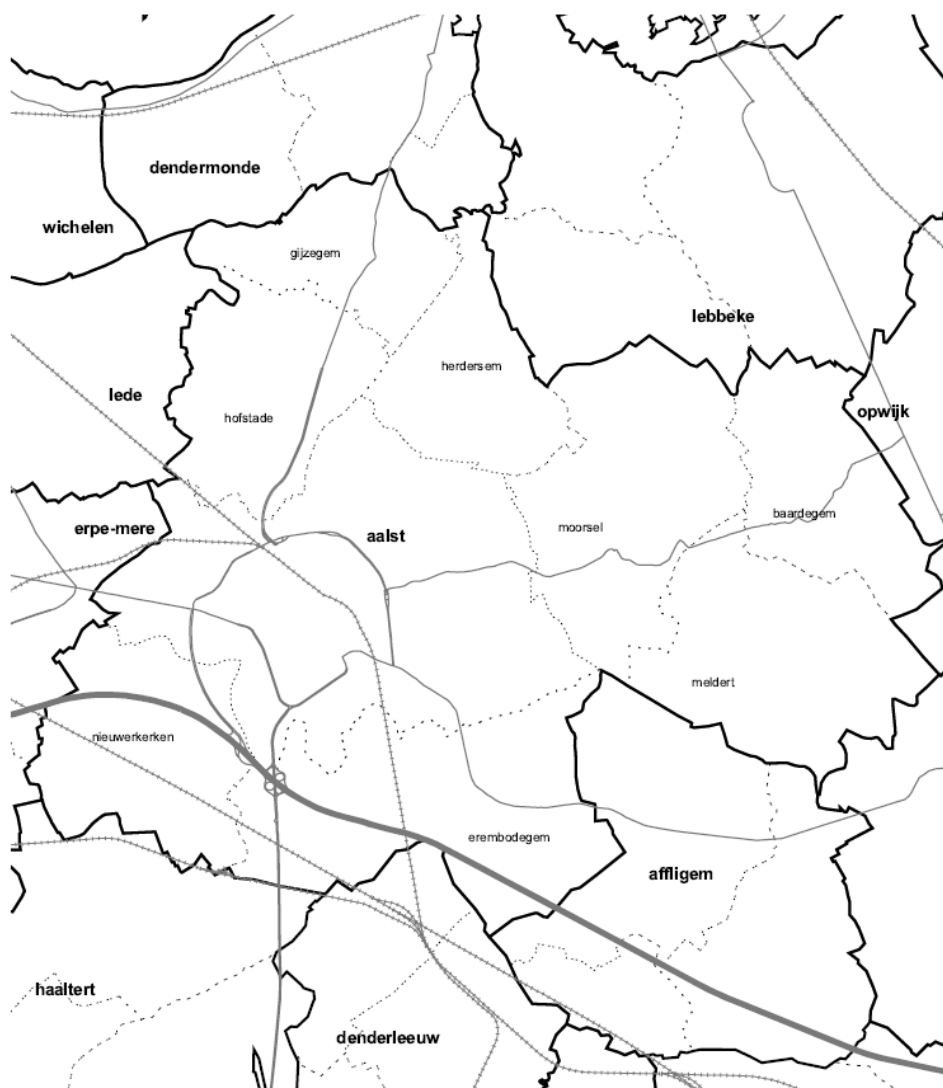 dendermonde
wichelen
gijzegem
lebbeke
herdersem
lede
opwijk
hofstade
baardegem
erpe-mere
moorsel
aalst
meldert
nieuwerkerken
erembodegem
affligem
haaltert
denderleeuw